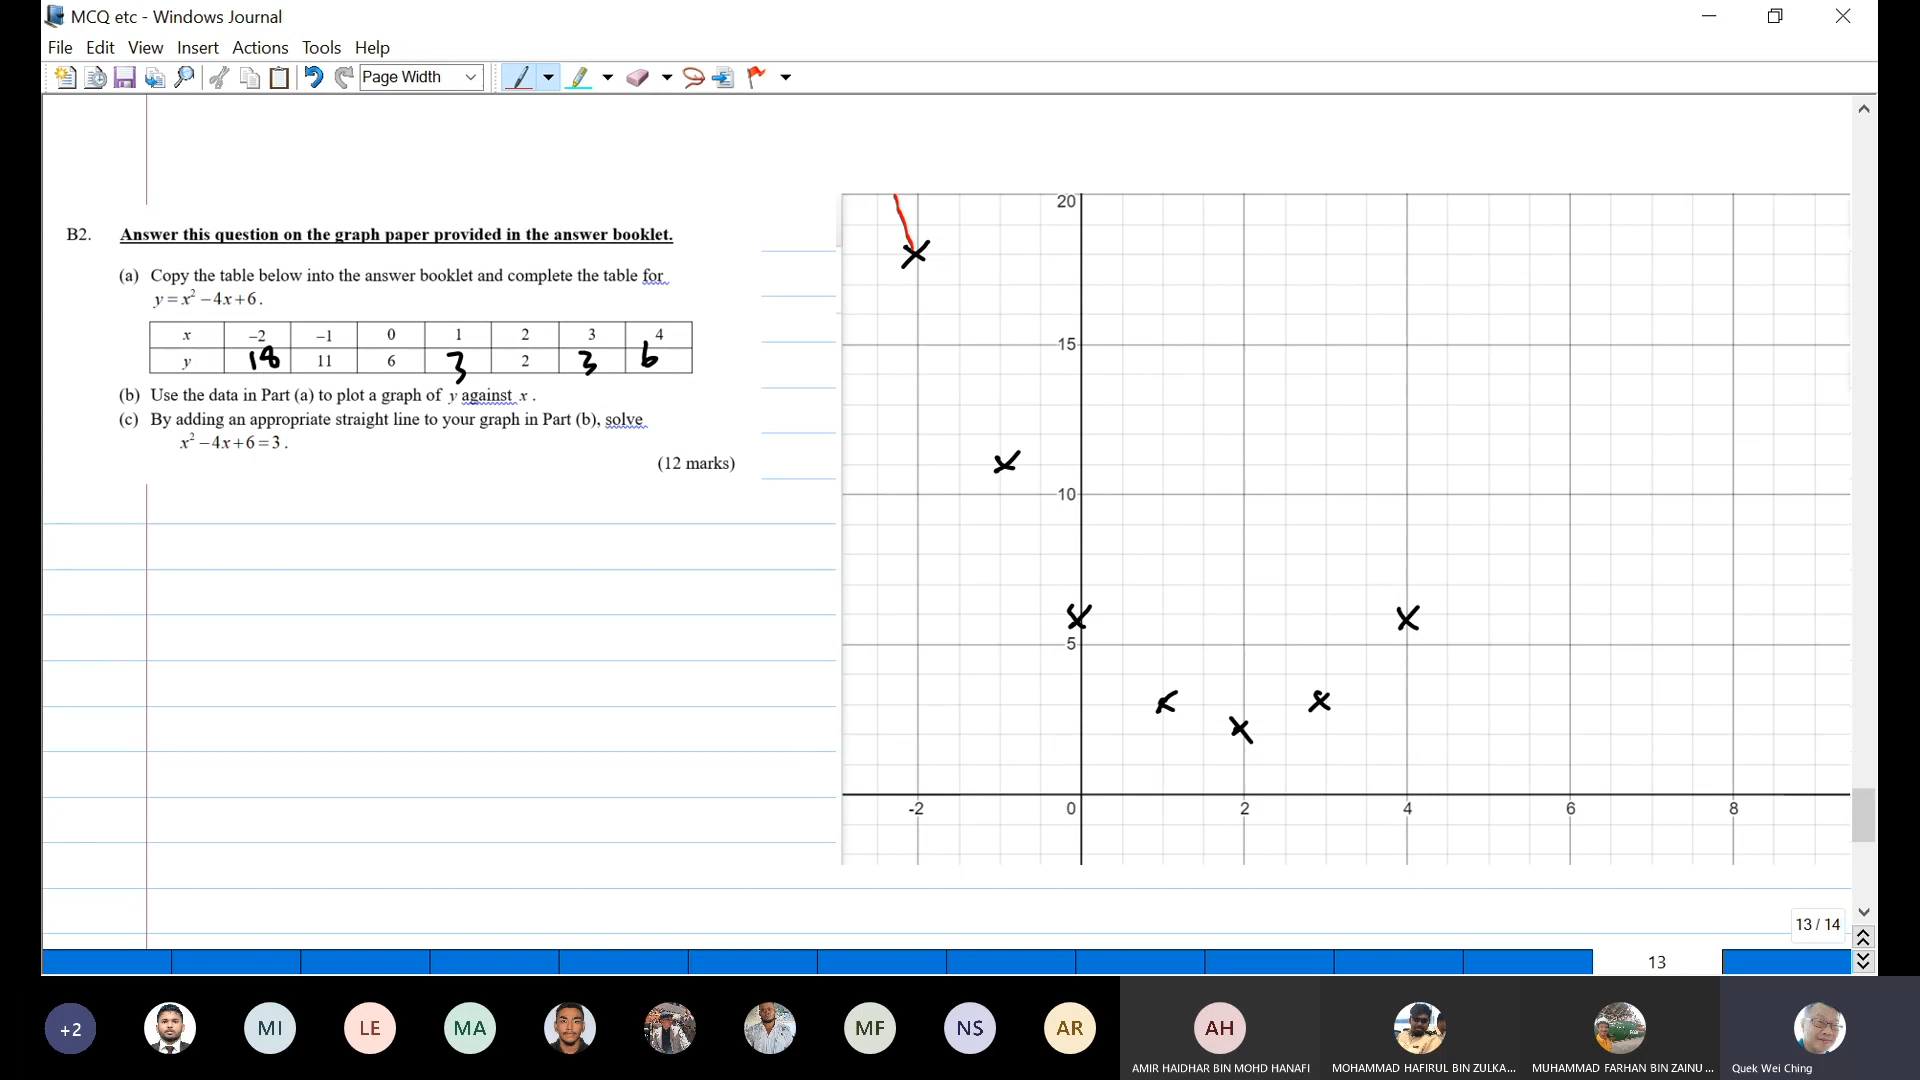 MCQ etc - Windows Journal
File Edit View Insert Actions Tools Help
Page Width
B2. Answer this question on the graph paper provided in the answer booklet.
(a) Copy the table below into the answer booklet and complete the table for
y = x² – 4x + 6 .
x –2 –1 0 1 2 3 4
y 18 11 6 3 2 3 6
(b) Use the data in Part (a) to plot a graph of y against x .
(c) By adding an appropriate straight line to your graph in Part (b), solve
x² – 4x + 6 = 3 .
(12 marks)
20
15
10
5
-2 0 2 4 6 8
13 / 14
13
+2 MI LE MA MF NS AR AH
AMIR HAIDHAR BIN MOHD HANAFI MOHAMMAD HAFIRUL BIN ZULKA... MUHAMMAD FARHAN BIN ZAINU ... Quek Wei Ching